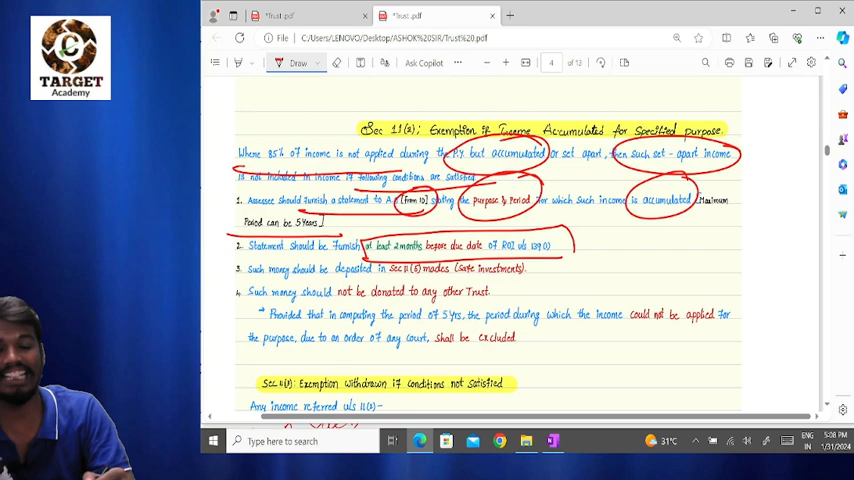 *Trust .pdf
*Trust .pdf
File
C:/Users/LENOVO/Desktop/ASHOK%20SIR/Trust%20.pdf
Draw
Ask Copilot
4 of 13
TARGET
Academy
Sec 11(2); Exemption if Income Accumulated for Specified purpose.
Where 85% of income is not applied during the P.Y but accumulated or set apart, then such set-apart income
is not included in income if following conditions are satisfied
1. Assessee should furnish a statement to A.O [Form 10] stating the purpose & Period for which such income is accumulated [Maximum
Period can be 5 Years]
2. Statement should be Furnish at least 2 months before due date of ROI u/s 139(1)
3. Such money should be deposited in sec 11(5) modes (safe investments).
4. Such money should not be donated to any other Trust.
→ Provided that in computing the period of 5 Yrs, the period during which the income could not be applied for
the purpose, due to an order of any court, shall be excluded
Sec 11(3): Exemption withdrawn if conditions not satisfied
Any income referred u/s 11(2) -
Type here to search
31°C
ENG
IN
5:08 PM
1/31/2024